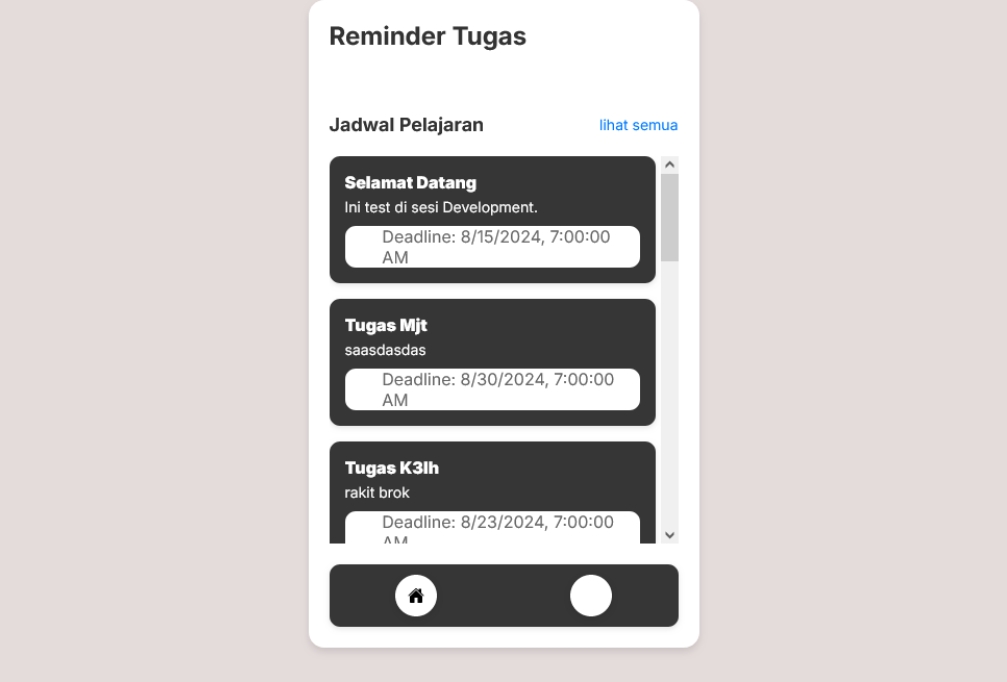 Reminder Tugas
Jadwal Pelajaran
lihat semua
Selamat Datang
Ini test di sesi Development.
Deadline: 8/15/2024, 7:00:00
AM
Tugas Mjt
saasdasdas
Deadline: 8/30/2024, 7:00:00
AM
Tugas K3lh
rakit brok
Deadline: 8/23/2024, 7:00:00
AM